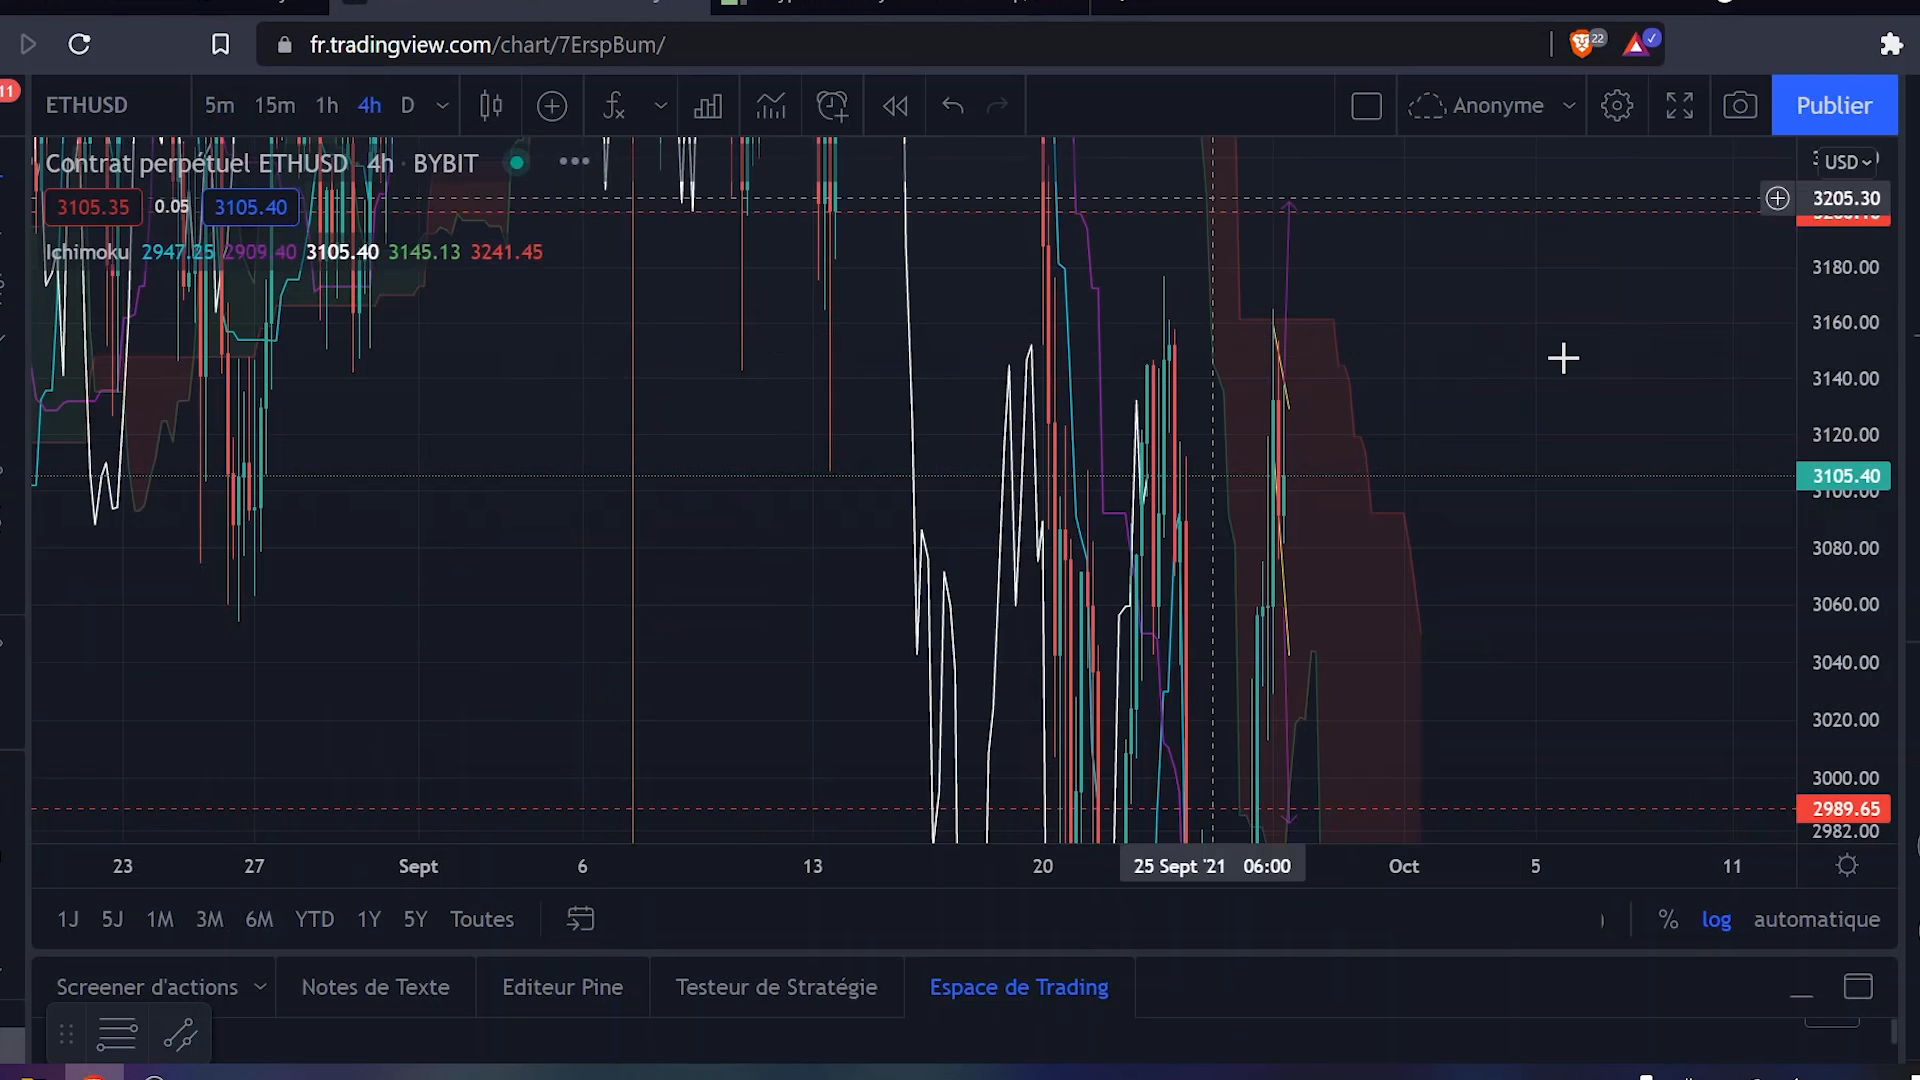 fr.tradingview.com/chart/7ErspBum/
22
11
ETHUSD 5m 15m 1h 4h D
Anonyme
Publier
Contrat perpétuel ETHUSD · 4h · BYBIT
USD
3105.35 0.05 3105.40
3205.30
Ichimoku 2947.25 2909.40 3105.40 3145.13 3241.45
3180.00
3160.00
3140.00
3120.00
3105.40
3100.00
3080.00
3060.00
3040.00
3020.00
3000.00
2989.65
2982.00
23 27 Sept 6 13 20 25 Sept '21 06:00 Oct 5 11
1J 5J 1M 3M 6M YTD 1Y 5Y Toutes
% log automatique
Screener d'actions Notes de Texte Editeur Pine Testeur de Stratégie Espace de Trading